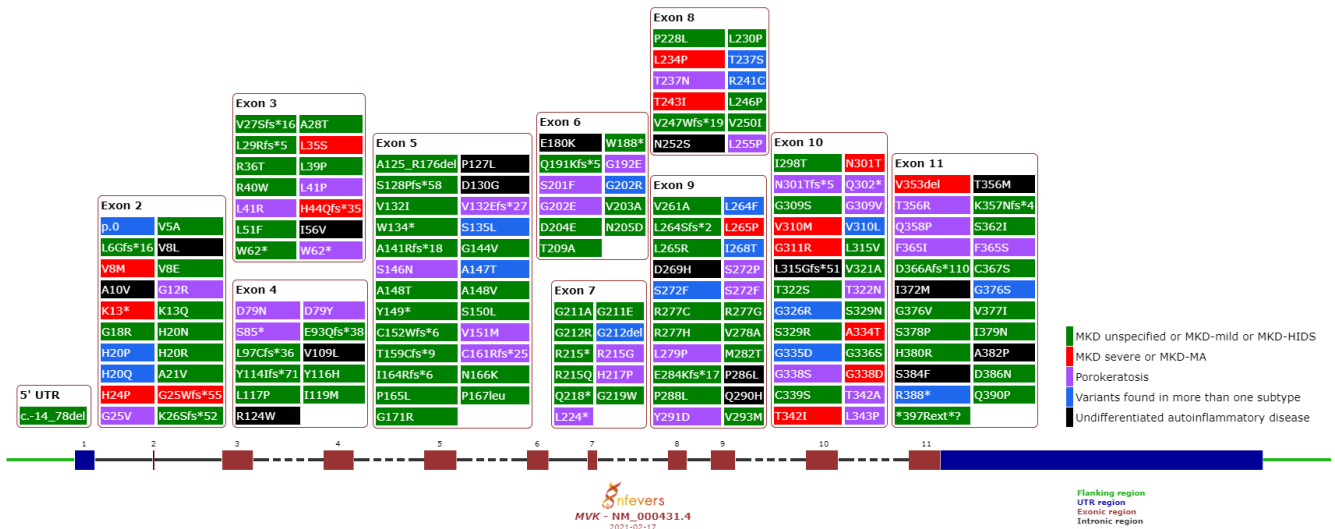 Exon 8
P228L L230P
L234P T237S
T237N R241C
T243I L246P
V247Wfs*19 V250I
N252S L255P
Exon 3
V27Sfs*16 A28T
L29Rfs*5 L35S
R36T L39P
R40W L41P
L41R H44Qfs*35
L51F I56V
W62* W62*
Exon 6
E180K W188*
Q191Kfs*5 G192E
S201F G202R
G202E V203A
D204E N205D
T209A
Exon 5
A125_R176del P127L
S128Pfs*58 D130G
V132I V132Efs*27
W134* S135L
A141Rfs*18 G144V
S146N A147T
A148T A148V
Y149* S150L
C152Wfs*6 V151M
T159Cfs*9 C161Rfs*25
I164Rfs*6 N166K
P165L P167leu
G171R
Exon 10
I298T N301T
N301Tfs*5 Q302*
G309S G309V
V310M V310L
G311R L315V
L315Gfs*51 V321A
T322S T322N
G326R S329N
S329R A334T
G335D G336S
G338S G338D
C339S T342A
T342I L343P
Exon 11
V353del T356M
T356R K357Nfs*4
Q358P S362I
F365I F365S
D366Afs*110 C367S
I372M G376S
G376V V377I
S378P I379N
H380R A382P
S384F D386N
R388* Q390P
*397Rext*?
Exon 9
V261A L264F
L264Sfs*2 L265P
L265R I268T
D269H S272P
S272F S272F
R277C R277G
R277H V278A
L279P M282T
E284Kfs*17 P286L
P288L Q290H
Y291D V293M
Exon 2
p.0 V5A
L6Gfs*16 V8L
V8M V8E
A10V G12R
K13* K13Q
G18R H20N
H20P H20R
H20Q A21V
H24P G25Wfs*55
G25V K26Sfs*52
Exon 4
D79N D79Y
S85* E93Qfs*38
L97Cfs*36 V109L
Y114Ifs*71 Y116H
L117P I119M
R124W
Exon 7
G211A G211E
G212R G212del
R215* R215G
R215Q H217P
Q218* G219W
L224*
5' UTR
c.-14_78del
MKD unspecified or MKD-mild or MKD-HIDS
MKD severe or MKD-MA
Porokeratosis
Variants found in more than one subtype
Undifferentiated autoinflammatory disease
1 2 3 4 5 6 7 8 9 10 11
nfevers
MVK - NM_000431.4
2021-02-17
Flanking region
UTR region
Exonic region
Intronic region